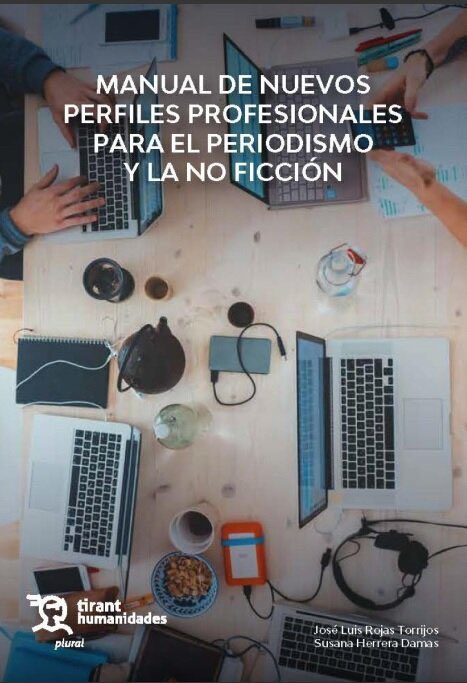 MANUAL DE NUEVOS
PERFILES PROFESIONALES
PARA EL PERIODISMO
Y LA NO FICCIÓN
tirant
humanidades
plural
José Luis Rojas Torrijos
Susana Herrera Damas